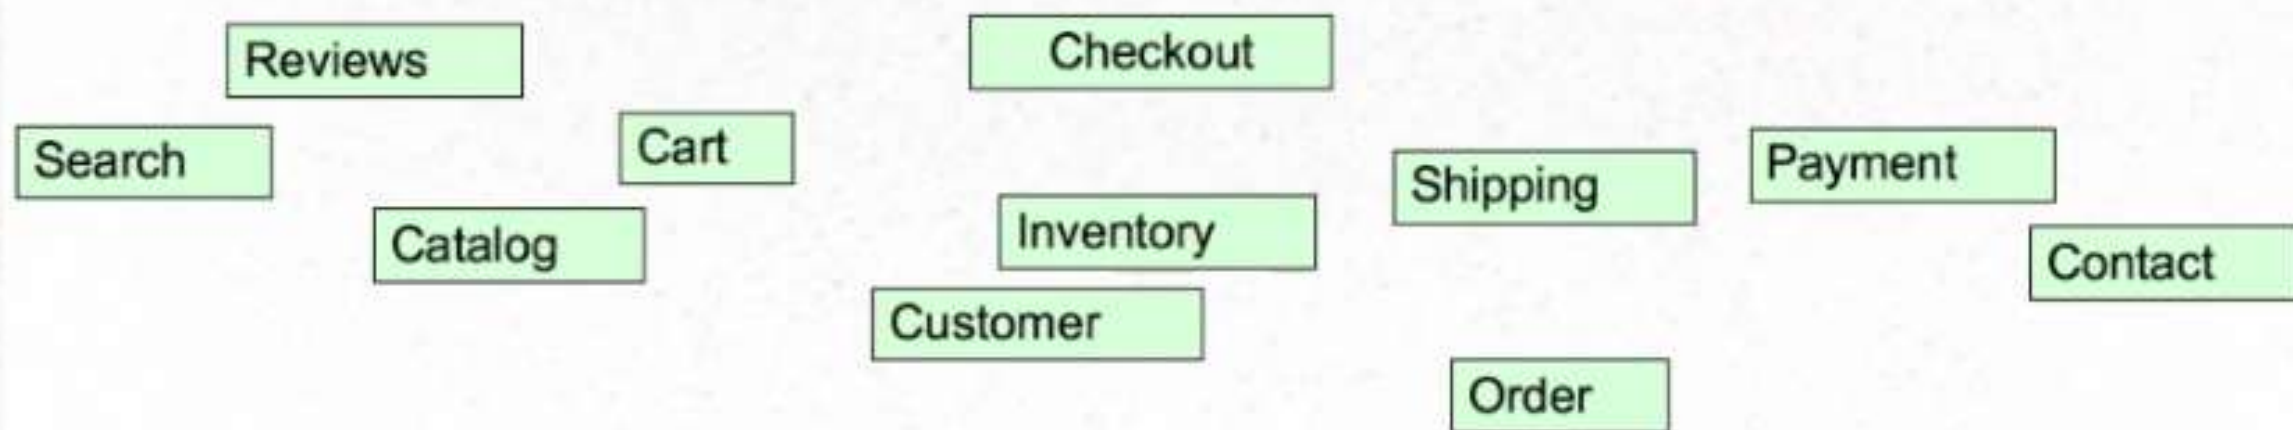 Reviews
Checkout
Search
Cart
Shipping
Payment
Catalog
Inventory
Contact
Customer
Order